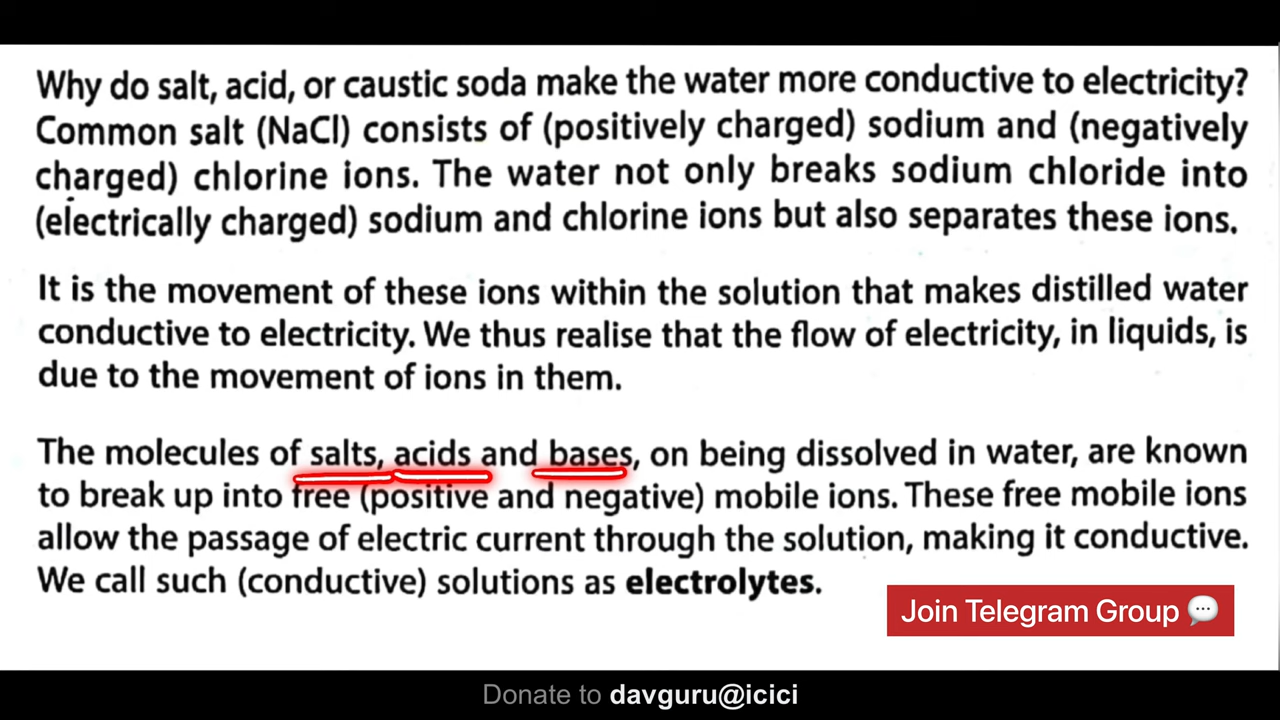 Why do salt, acid, or caustic soda make the water more conductive to electricity?
Common salt (NaCl) consists of (positively charged) sodium and (negatively
charged) chlorine ions. The water not only breaks sodium chloride into
(electrically charged) sodium and chlorine ions but also separates these ions.
It is the movement of these ions within the solution that makes distilled water
conductive to electricity. We thus realise that the flow of electricity, in liquids, is
due to the movement of ions in them.
The molecules of salts, acids and bases, on being dissolved in water, are known
to break up into free (positive and negative) mobile ions. These free mobile ions
allow the passage of electric current through the solution, making it conductive.
We call such (conductive) solutions as electrolytes.
Join Telegram Group 💬
Donate to davguru@icici